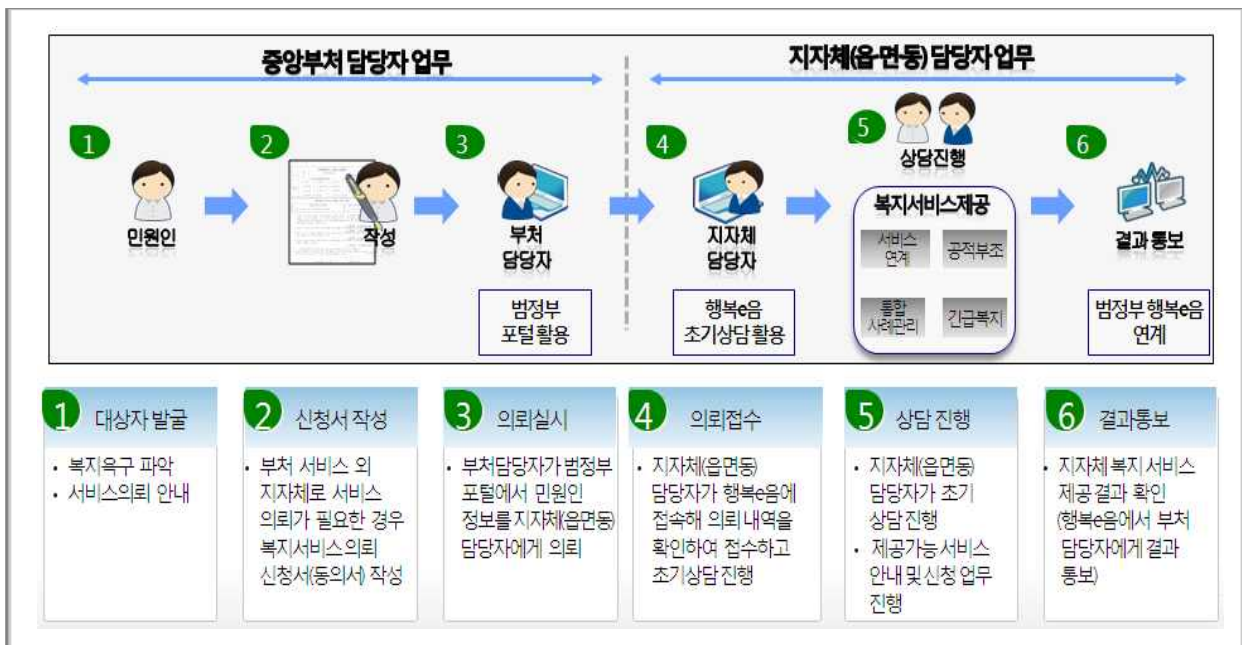 중앙부처 담당자 업무
지자체(읍·면·동) 담당자 업무
1
민원인
2
작성
3
부처
담당자
범정부
포털 활용
4
지자체
담당자
행복e음
초기상담 활용
5
상담진행
복지서비스제공
서비스
연계
공적부조
통합
사례관리
긴급복지
6
결과 통보
범정부 행복e음
연계
1 대상자 발굴
• 복지욕구 파악
• 서비스의뢰 안내
2 신청서 작성
• 부처 서비스 외
지자체로 서비스
의뢰가 필요한 경우
복지서비스의뢰
신청서(동의서) 작성
3 의뢰실시
• 부처담당자가 범정부
포털에서 민원인
정보를 지자체(읍면동)
담당자에게 의뢰
4 의뢰접수
• 지자체(읍면동)
담당자가 행복e음에
접속해 의뢰 내역을
확인하여 접수하고
초기상담 진행
5 상담 진행
• 지자체(읍면동)
담당자가 초기
상담 진행
• 제공가능 서비스
안내 및 신청 업무
진행
6 결과통보
• 지자체 복지 서비스
제공 결과 확인
(행복e음에서 부처
담당자에게 결과
통보)